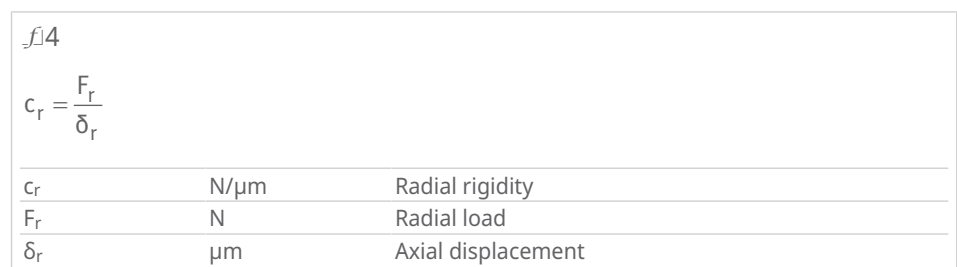 ƒ 4
c_r = F_r / δ_r
c_r N/µm Radial rigidity
F_r N Radial load
δ_r µm Axial displacement